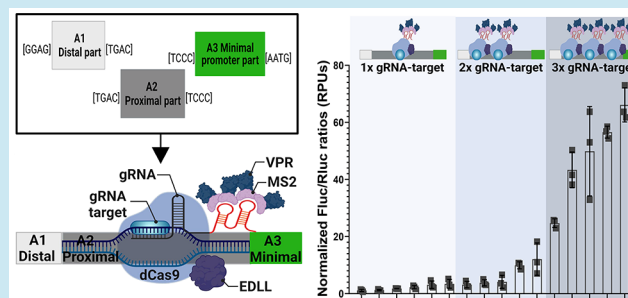 A1
Distal part
[GGAG]
[TGAC]
A3 Minimal
promoter part
[TCCC]
[AATG]
A2
Proximal part
[TGAC]
[TCCC]
gRNA
VPR
MS2
gRNA
target
A1
Distal
A2
Proximal
A3
Minimal
dCas9
EDLL
Normalized Fluc/Rluc ratios (RPUs)
80
60
40
20
0
1x gRNA-target
2x gRNA-target
3x gRNA-target